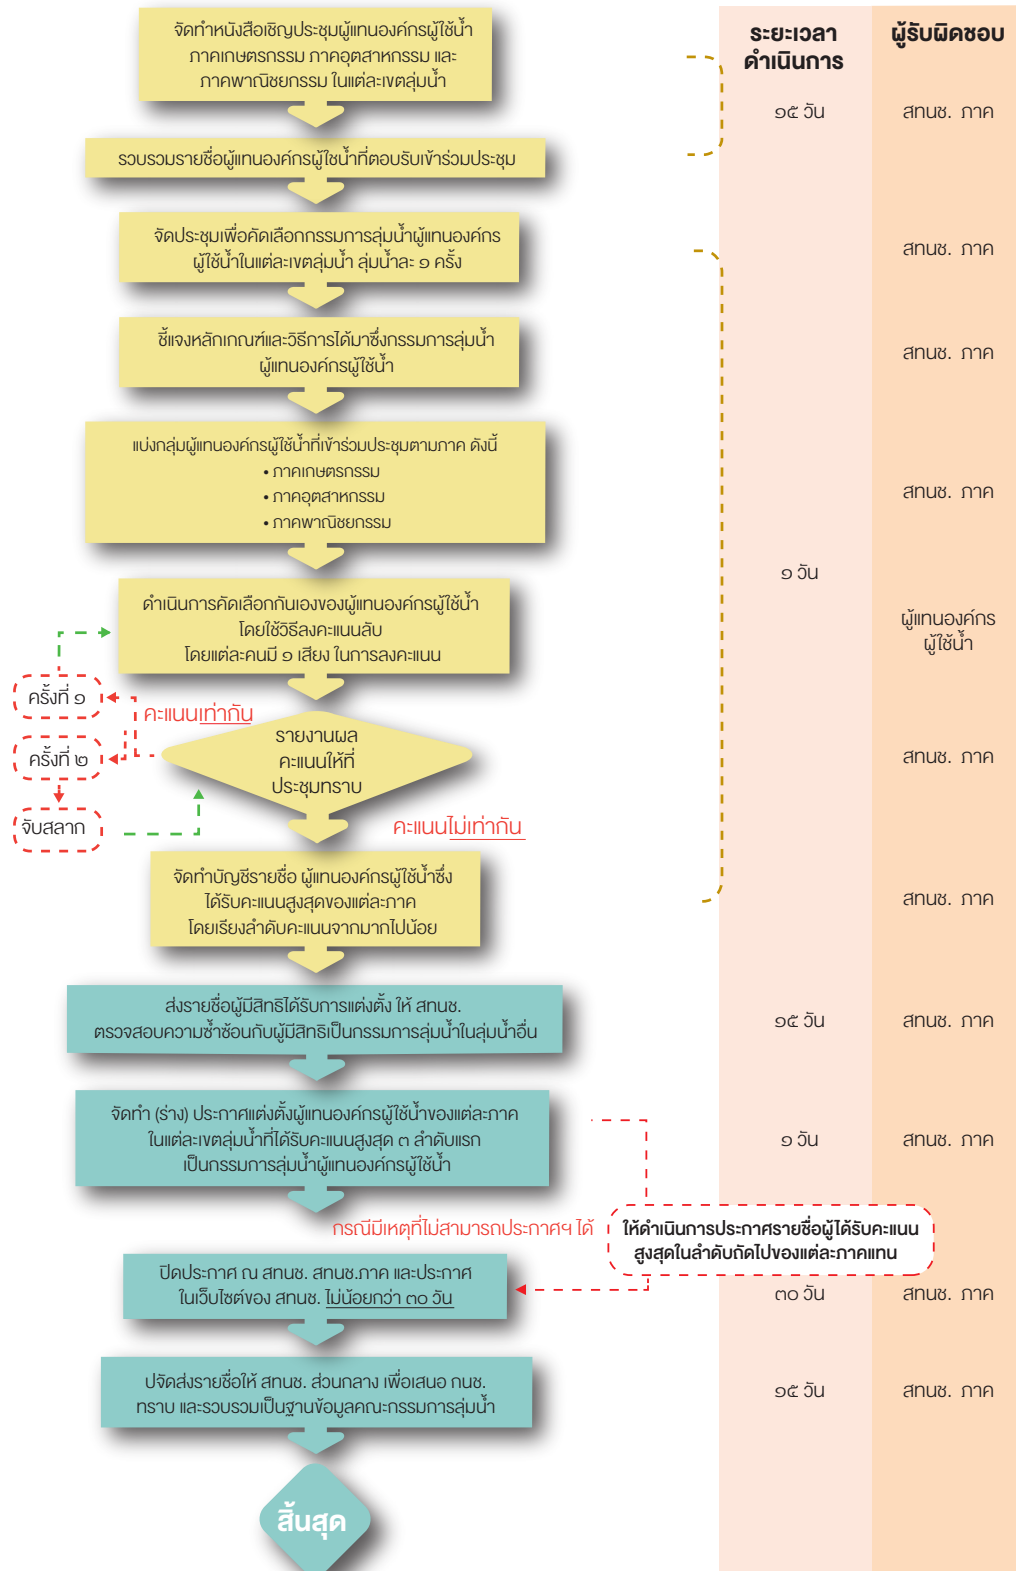 ระยะเวลา
ดำเนินการ
ผู้รับผิดชอบ
จัดทำหนังสือเชิญประชุมผู้แทนองค์กรผู้ใช้น้ำ
ภาคเกษตรกรรม ภาคอุตสาหกรรม และ
ภาคพาณิชยกรรม ในแต่ละเขตลุ่มน้ำ
๑๕ วัน
สทนช. ภาค
รวบรวมรายชื่อผู้แทนองค์กรผู้ใช้น้ำที่ตอบรับเข้าร่วมประชุม
จัดประชุมเพื่อคัดเลือกกรรมการลุ่มน้ำผู้แทนองค์กร
ผู้ใช้น้ำในแต่ละเขตลุ่มน้ำ ลุ่มน้ำละ ๑ ครั้ง
สทนช. ภาค
ชี้แจงหลักเกณฑ์และวิธีการได้มาซึ่งกรรมการลุ่มน้ำ
ผู้แทนองค์กรผู้ใช้น้ำ
สทนช. ภาค
แบ่งกลุ่มผู้แทนองค์กรผู้ใช้น้ำที่เข้าร่วมประชุมตามภาค ดังนี้
• ภาคเกษตรกรรม
• ภาคอุตสาหกรรม
• ภาคพาณิชยกรรม
สทนช. ภาค
๑ วัน
ดำเนินการคัดเลือกกันเองของผู้แทนองค์กรผู้ใช้น้ำ
โดยใช้วิธีลงคะแนนลับ
โดยแต่ละคนมี ๑ เสียง ในการลงคะแนน
ผู้แทนองค์กร
ผู้ใช้น้ำ
ครั้งที่ ๑
คะแนนเท่ากัน
ครั้งที่ ๒
จับสลาก
รายงานผล
คะแนนให้ที่
ประชุมทราบ
สทนช. ภาค
คะแนนไม่เท่ากัน
จัดทำบัญชีรายชื่อ ผู้แทนองค์กรผู้ใช้น้ำซึ่ง
ได้รับคะแนนสูงสุดของแต่ละภาค
โดยเรียงลำดับคะแนนจากมากไปน้อย
สทนช. ภาค
ส่งรายชื่อผู้มีสิทธิได้รับการแต่งตั้ง ให้ สทนช.
ตรวจสอบความซ้ำซ้อนกับผู้มีสิทธิเป็นกรรมการลุ่มน้ำในลุ่มน้ำอื่น
๑๕ วัน
สทนช. ภาค
จัดทำ (ร่าง) ประกาศแต่งตั้งผู้แทนองค์กรผู้ใช้น้ำของแต่ละภาค
ในแต่ละเขตลุ่มน้ำที่ได้รับคะแนนสูงสุด ๓ ลำดับแรก
เป็นกรรมการลุ่มน้ำผู้แทนองค์กรผู้ใช้น้ำ
๑ วัน
สทนช. ภาค
กรณีมีเหตุที่ไม่สามารถประกาศฯ ได้
ให้ดำเนินการประกาศรายชื่อผู้ได้รับคะแนน
สูงสุดในลำดับถัดไปของแต่ละภาคแทน
ปิดประกาศ ณ สทนช. สทนช.ภาค และประกาศ
ในเว็บไซต์ของ สทนช. ไม่น้อยกว่า ๓๐ วัน
๓๐ วัน
สทนช. ภาค
ปจัดส่งรายชื่อให้ สทนช. ส่วนกลาง เพื่อเสนอ กนช.
ทราบ และรวบรวมเป็นฐานข้อมูลคณะกรรมการลุ่มน้ำ
๑๕ วัน
สทนช. ภาค
สิ้นสุด